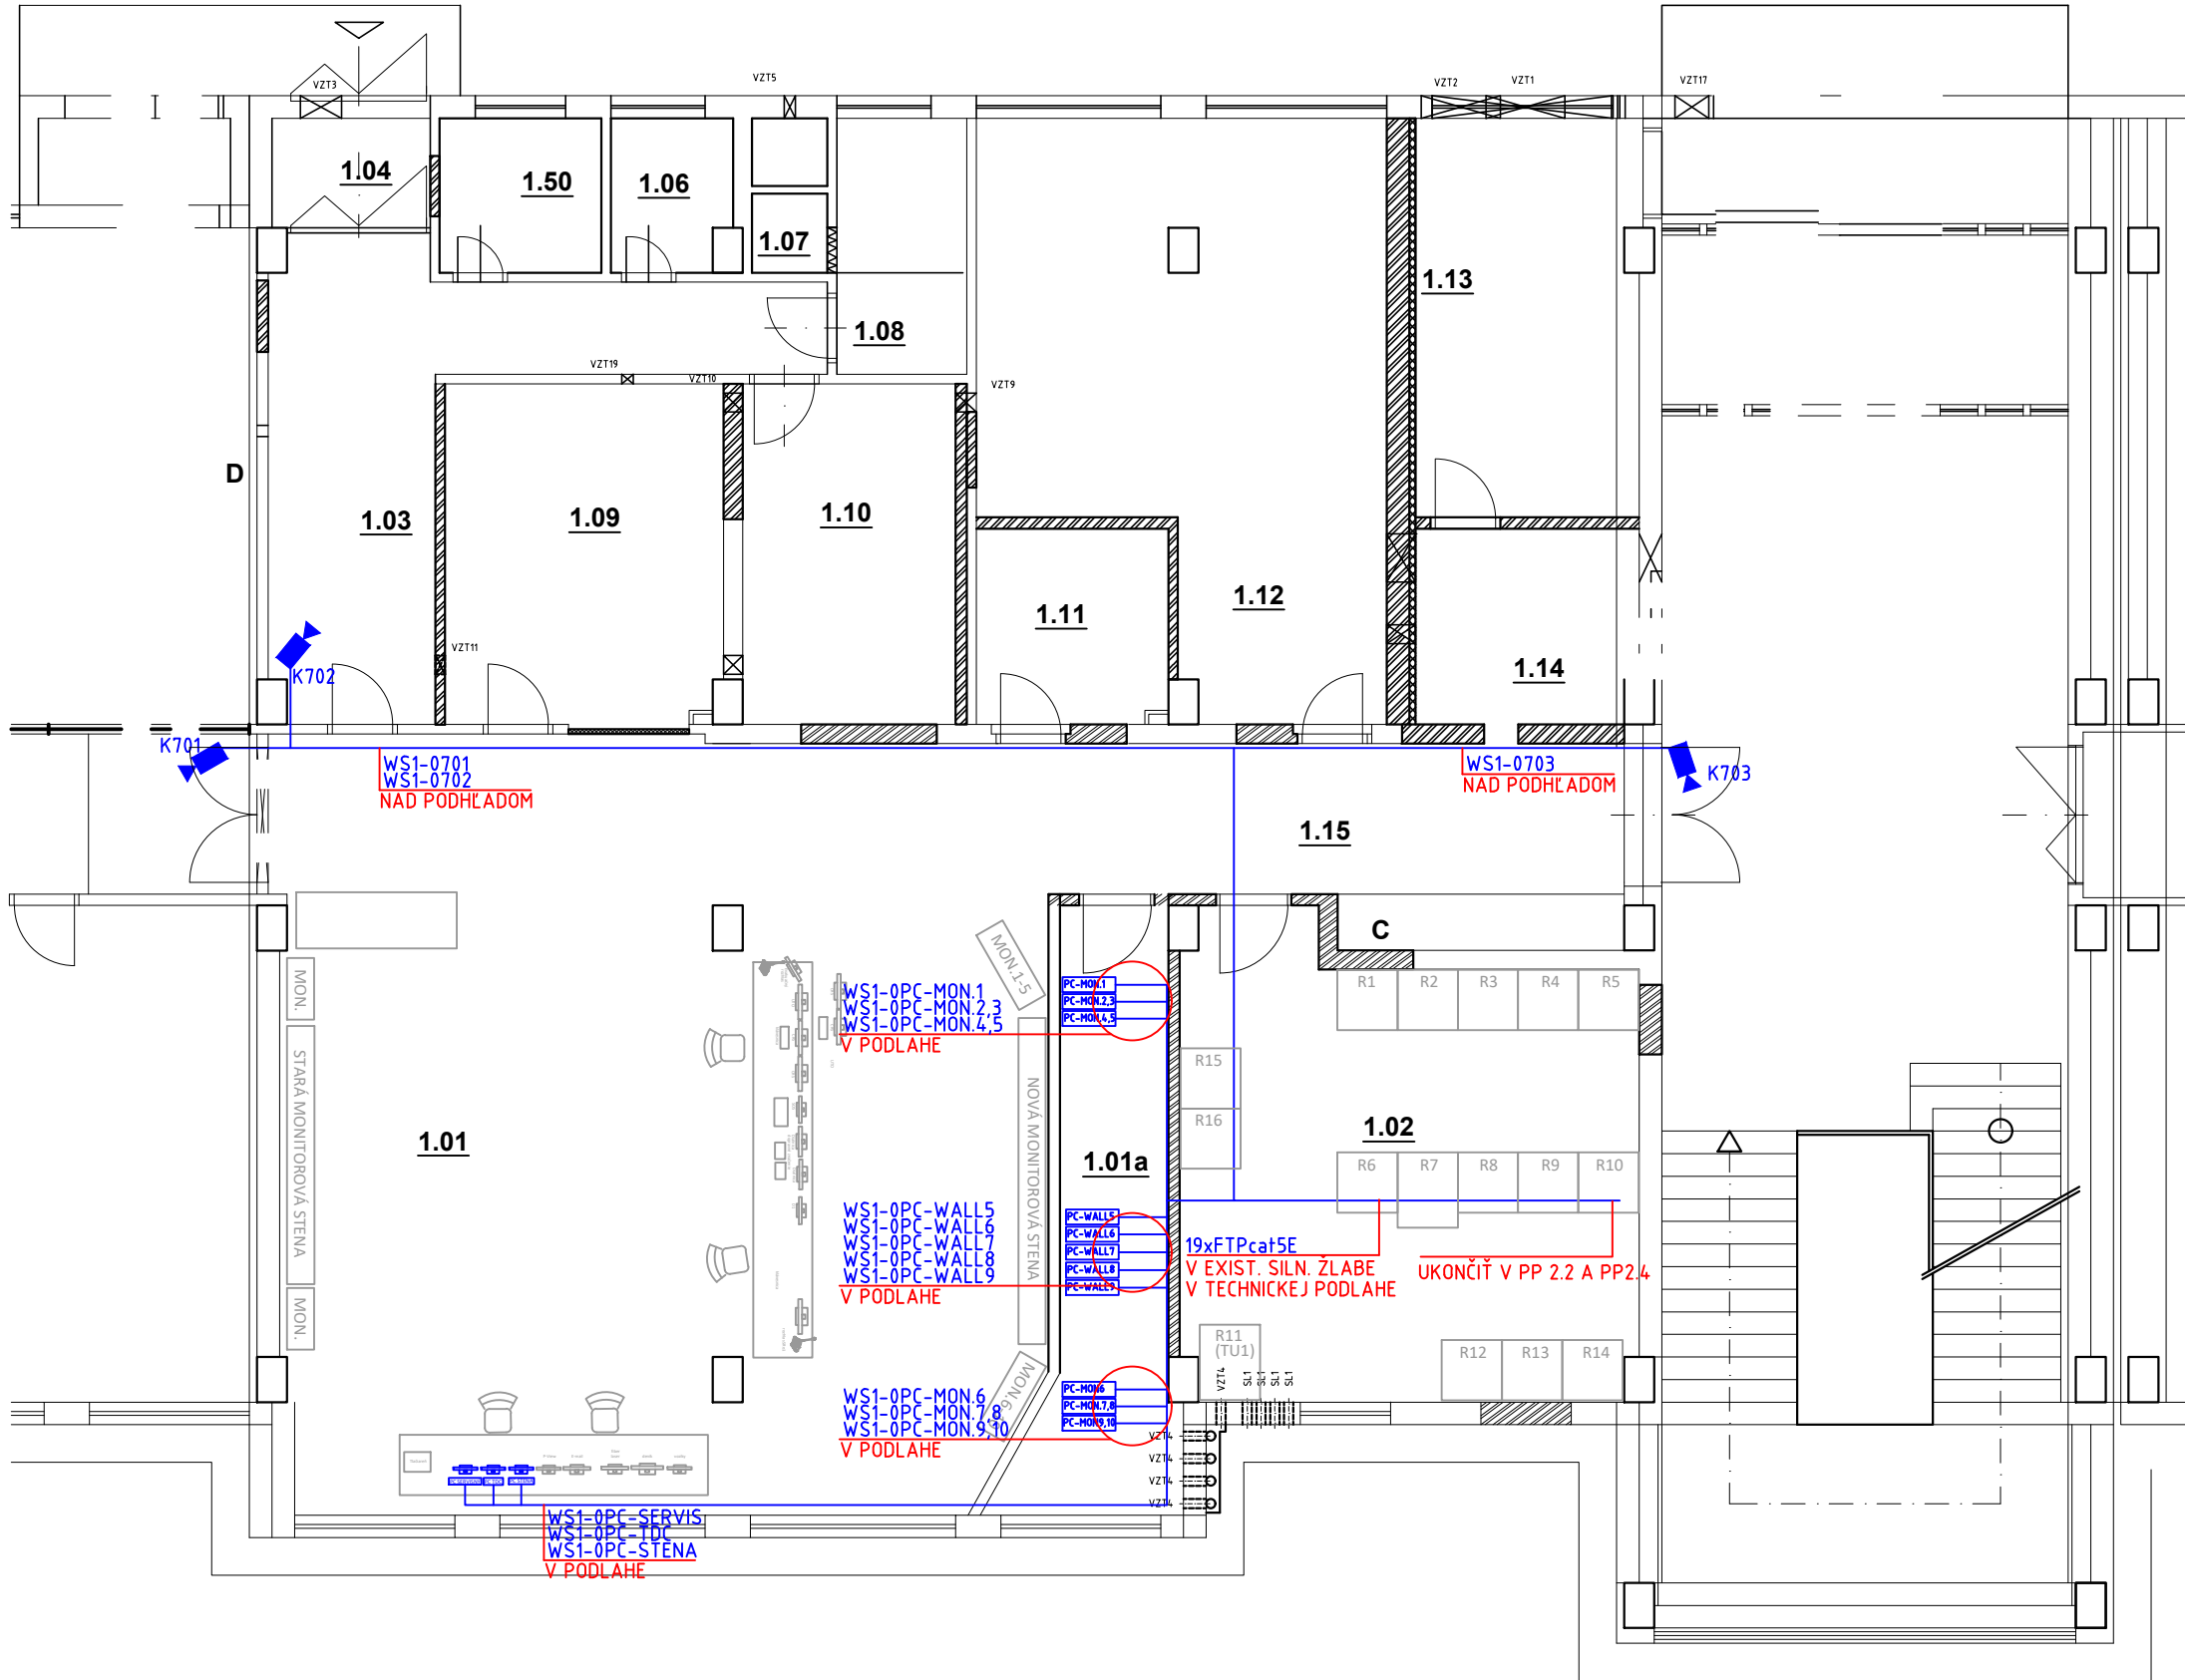 VZT3
VZT5
VZT2
VZT1
VZT17
1.04
1.50
1.06
1.07
1.13
1.08
VZT19
VZT10
VZT9
D
1.03
1.09
1.10
1.11
1.12
VZT11
1.14
K702
K701
WS1-0701
WS1-0702
NAD PODHĽADOM
WS1-0703
NAD PODHĽADOM
K703
1.15
C
MON.
STARÁ MONITOROVÁ STENA
MON.
MON.1-5
NOVÁ MONITOROVÁ STENA
WS1-0PC-MON.1
WS1-0PC-MON.2,3
WS1-0PC-MON.4,5
V PODLAHE
PC-MON.1
PC-MON.2,3
PC-MON.4,5
R1
R2
R3
R4
R5
R15
R16
1.01
1.01a
1.02
R6
R7
R8
R9
R10
WS1-0PC-WALL5
WS1-0PC-WALL6
WS1-0PC-WALL7
WS1-0PC-WALL8
WS1-0PC-WALL9
V PODLAHE
PC-WALL5
PC-WALL6
PC-WALL7
PC-WALL8
PC-WALL9
19xFTPcat5E
V EXIST. SILN. ŽLABE
V TECHNICKEJ PODLAHE
UKONČIŤ V PP 2.2 A PP2.4
R11
(TU1)
R12
R13
R14
VZT4
SL1
SL1
SL1
SL1
WS1-0PC-MON.6
WS1-0PC-MON.7,8
WS1-0PC-MON.9,10
V PODLAHE
PC-MON6
PC-MON.7,8
PC-MON9,10
VZT4
VZT4
VZT4
VZT4
WS1-0PC-SERVIS
WS1-0PC-TDC
WS1-0PC-STENA
V PODLAHE